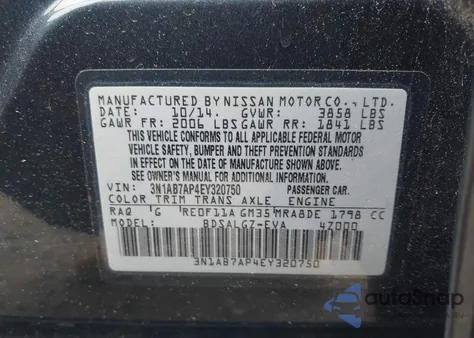 MANUFACTURED BY NISSAN MOTOR CO., LTD.
DATE: 10/14. GVWR: 3858 LBS
GAWR FR: 2006 LBS GAWR RR: 1841 LBS
THIS VEHICLE CONFORMS TO ALL APPLICABLE FEDERAL MOTOR
VEHICLE SAFETY, BUMPER AND THEFT PREVENTION STANDARDS
IN EFFECT ON THE DATE OF MANUFACTURE SHOWN ABOVE.
SEE OWNER'S MANUAL FOR ADDITIONAL INFORMATION.
VIN: 3N1AB7AP4EY320750 PASSENGER CAR.
COLOR TRIM TRANS AXLE ENGINE
RAQ 'G RE0F11A GM35 MRA8DE 1798 CC
MODEL: BDSALGZ-EVA 4Z000
3N1AB7AP4EY320750
autoSnap